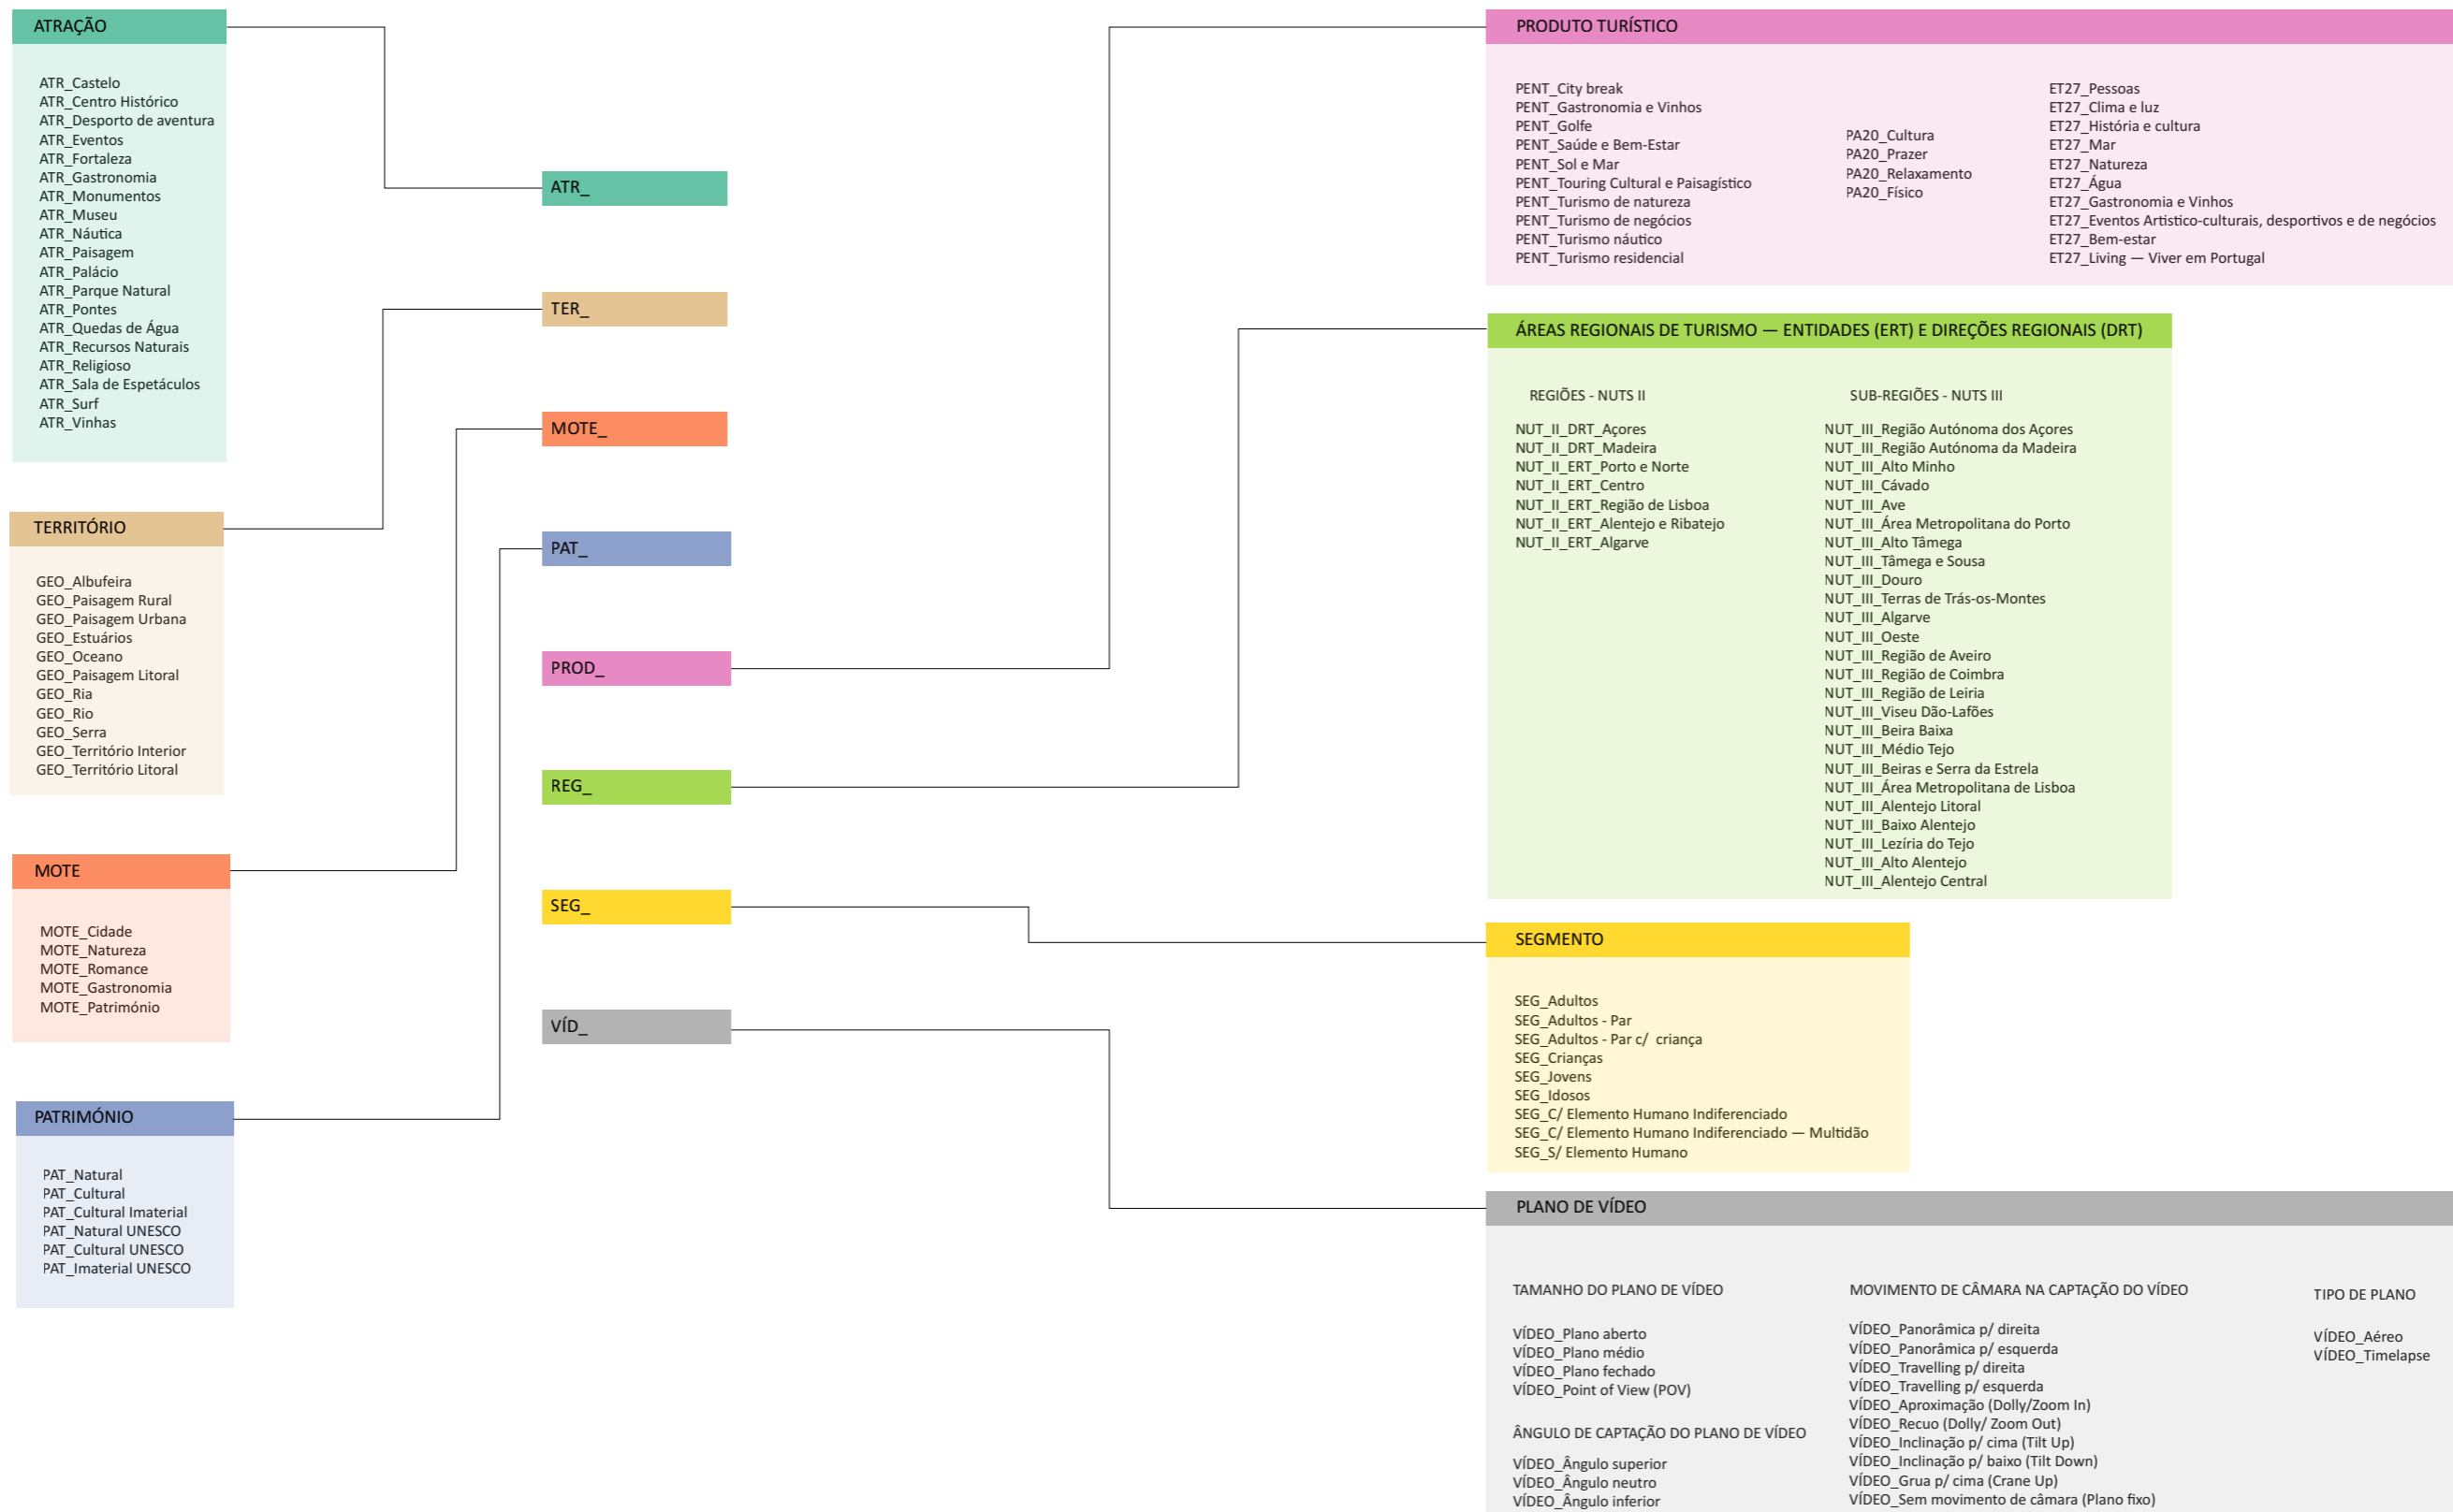 ATRAÇÃO
ATR_Castelo
ATR_Centro Histórico
ATR_Desporto de aventura
ATR_Eventos
ATR_Fortaleza
ATR_Gastronomia
ATR_Monumentos
ATR_Museu
ATR_Náutica
ATR_Paisagem
ATR_Palácio
ATR_Parque Natural
ATR_Pontes
ATR_Quedas de Água
ATR_Recursos Naturais
ATR_Religioso
ATR_Sala de Espetáculos
ATR_Surf
ATR_Vinhas
TERRITÓRIO
GEO_Albufeira
GEO_Paisagem Rural
GEO_Paisagem Urbana
GEO_Estuários
GEO_Oceano
GEO_Paisagem Litoral
GEO_Ria
GEO_Rio
GEO_Serra
GEO_Território Interior
GEO_Território Litoral
MOTE
MOTE_Cidade
MOTE_Natureza
MOTE_Romance
MOTE_Gastronomia
MOTE_Património
PATRIMÓNIO
PAT_Natural
PAT_Cultural
PAT_Cultural Imaterial
PAT_Natural UNESCO
PAT_Cultural UNESCO
PAT_Imaterial UNESCO
ATR_
TER_
MOTE_
PAT_
PROD_
REG_
SEG_
VÍD_
PRODUTO TURÍSTICO
PENT_City break
PENT_Gastronomia e Vinhos
PENT_Golfe
PENT_Saúde e Bem-Estar
PENT_Sol e Mar
PENT_Touring Cultural e Paisagístico
PENT_Turismo de natureza
PENT_Turismo de negócios
PENT_Turismo náutico
PENT_Turismo residencial
PA20_Cultura
PA20_Prazer
PA20_Relaxamento
PA20_Físico
ET27_Pessoas
ET27_Clima e luz
ET27_História e cultura
ET27_Mar
ET27_Natureza
ET27_Água
ET27_Gastronomia e Vinhos
ET27_Eventos Artistico-culturais, desportivos e de negócios
ET27_Bem-estar
ET27_Living — Viver em Portugal
ÁREAS REGIONAIS DE TURISMO — ENTIDADES (ERT) E DIREÇÕES REGIONAIS (DRT)
REGIÕES - NUTS II
NUT_II_DRT_Açores
NUT_II_DRT_Madeira
NUT_II_ERT_Porto e Norte
NUT_II_ERT_Centro
NUT_II_ERT_Região de Lisboa
NUT_II_ERT_Alentejo e Ribatejo
NUT_II_ERT_Algarve
SUB-REGIÕES - NUTS III
NUT_III_Região Autónoma dos Açores
NUT_III_Região Autónoma da Madeira
NUT_III_Alto Minho
NUT_III_Cávado
NUT_III_Ave
NUT_III_Área Metropolitana do Porto
NUT_III_Alto Tâmega
NUT_III_Tâmega e Sousa
NUT_III_Douro
NUT_III_Terras de Trás-os-Montes
NUT_III_Algarve
NUT_III_Oeste
NUT_III_Região de Aveiro
NUT_III_Região de Coimbra
NUT_III_Região de Leiria
NUT_III_Viseu Dão-Lafões
NUT_III_Beira Baixa
NUT_III_Médio Tejo
NUT_III_Beiras e Serra da Estrela
NUT_III_Área Metropolitana de Lisboa
NUT_III_Alentejo Litoral
NUT_III_Baixo Alentejo
NUT_III_Lezíria do Tejo
NUT_III_Alto Alentejo
NUT_III_Alentejo Central
SEGMENTO
SEG_Adultos
SEG_Adultos - Par
SEG_Adultos - Par c/ criança
SEG_Crianças
SEG_Jovens
SEG_Idosos
SEG_C/ Elemento Humano Indiferenciado
SEG_C/ Elemento Humano Indiferenciado — Multidão
SEG_S/ Elemento Humano
PLANO DE VÍDEO
TAMANHO DO PLANO DE VÍDEO
VÍDEO_Plano aberto
VÍDEO_Plano médio
VÍDEO_Plano fechado
VÍDEO_Point of View (POV)
ÂNGULO DE CAPTAÇÃO DO PLANO DE VÍDEO
VÍDEO_Ângulo superior
VÍDEO_Ângulo neutro
VÍDEO_Ângulo inferior
MOVIMENTO DE CÂMARA NA CAPTAÇÃO DO VÍDEO
VÍDEO_Panorâmica p/ direita
VÍDEO_Panorâmica p/ esquerda
VÍDEO_Travelling p/ direita
VÍDEO_Travelling p/ esquerda
VÍDEO_Aproximação (Dolly/Zoom In)
VÍDEO_Recuo (Dolly/ Zoom Out)
VÍDEO_Inclinação p/ cima (Tilt Up)
VÍDEO_Inclinação p/ baixo (Tilt Down)
VÍDEO_Grua p/ cima (Crane Up)
VÍDEO_Sem movimento de câmara (Plano fixo)
TIPO DE PLANO
VÍDEO_Aéreo
VÍDEO_Timelapse